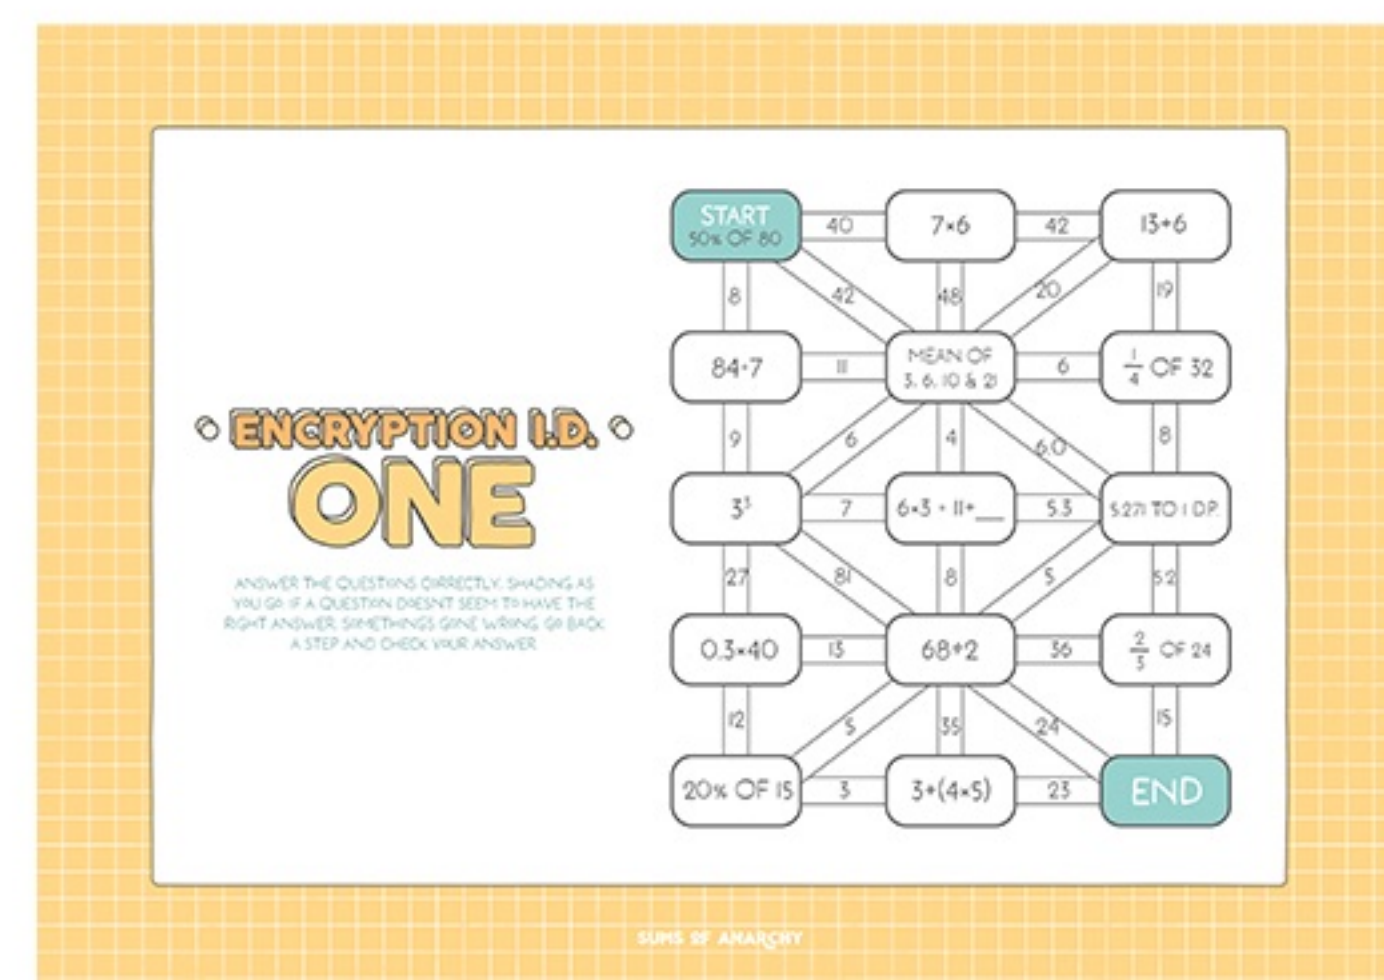 ENCRYPTION I.D.
ONE
ANSWER THE QUESTIONS CORRECTLY, SHADING AS
YOU GO. IF A QUESTION DOESN'T SEEM TO HAVE THE
RIGHT ANSWER, SOMETHING'S GONE WRONG. GO BACK
A STEP AND CHECK YOUR ANSWER.
START 40 7×6 42 13+6
50% OF 80
8 42 48 20 19
84÷7 11 MEAN OF 6 1/4 OF 32
3, 6, 10 & 21
9 6 4 6.0 8
3³ 7 6×3 = 11+__ 5.3 5.271 TO 1 D.P.
27 81 8 5 5.2
0.3×40 13 68÷2 36 2/3 OF 24
12 5 35 24 15
20% OF 15 3 3+(4×5) 23 END
SUMS OF ANARCHY